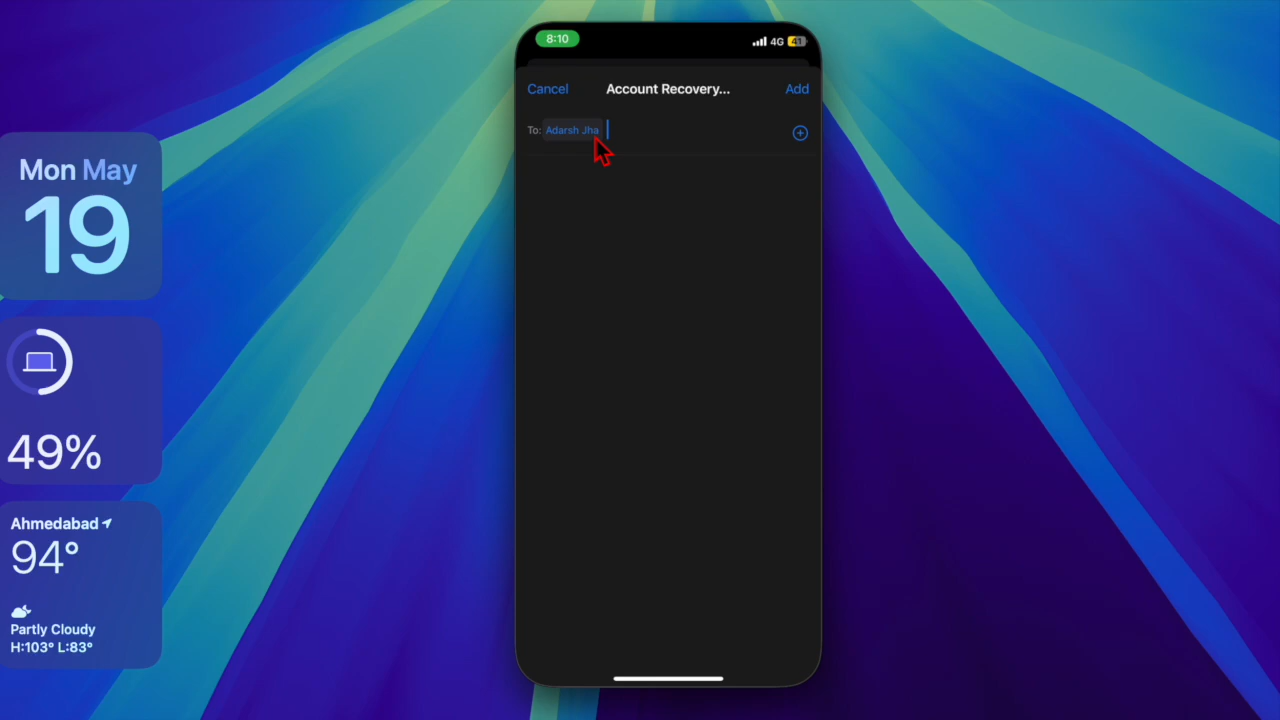 Mon May
19
49%
Ahmedabad
94°
Partly Cloudy
H:103° L:83°
8:10
4G 41
Cancel Account Recovery... Add
To: Adarsh Jha